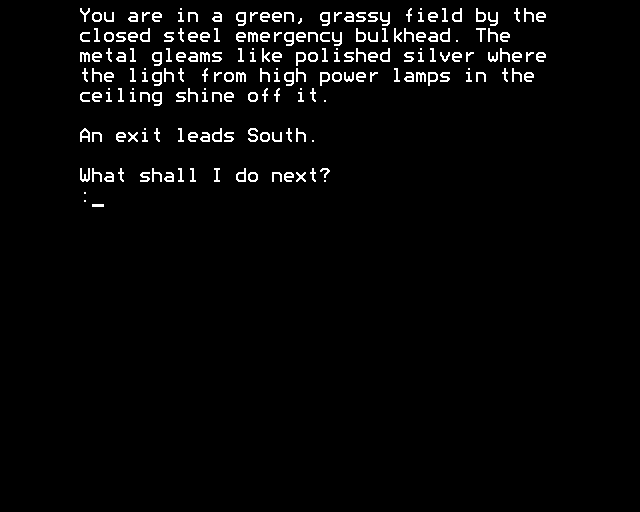 You are in a green, grassy field by the
closed steel emergency bulkhead. The
metal gleams like polished silver where
the light from high power lamps in the
ceiling shine off it.
An exit leads South.
What shall I do next?
:_